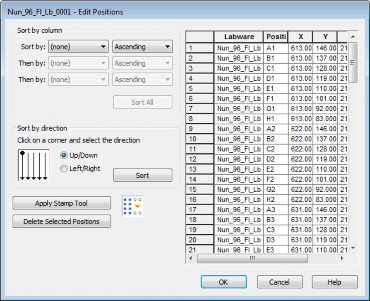 Nun_96_Fl_Lb_0001 - Edit Positions
Sort by column
Sort by: (none) Ascending
Then by: (none) Ascending
Then by: (none) Ascending
Sort All
Sort by direction
Click on a corner and select the direction
Up/Down
Left/Right
Sort
Apply Stamp Tool
Delete Selected Positions
Labware Positi X Y
1 Nun_96_Fl_Lb A1 613.00 146.00 21
2 Nun_96_Fl_Lb B1 613.00 137.00 21
3 Nun_96_Fl_Lb C1 613.00 128.00 21
4 Nun_96_Fl_Lb D1 613.00 119.00 21
5 Nun_96_Fl_Lb E1 613.00 110.00 21
6 Nun_96_Fl_Lb F1 613.00 101.00 21
7 Nun_96_Fl_Lb G1 613.00 92.000 21
8 Nun_96_Fl_Lb H1 613.00 83.000 21
9 Nun_96_Fl_Lb A2 622.00 146.00 21
10 Nun_96_Fl_Lb B2 622.00 137.00 21
11 Nun_96_Fl_Lb C2 622.00 128.00 21
12 Nun_96_Fl_Lb D2 622.00 119.00 21
13 Nun_96_Fl_Lb E2 622.00 110.00 21
14 Nun_96_Fl_Lb F2 622.00 101.00 21
15 Nun_96_Fl_Lb G2 622.00 92.000 21
16 Nun_96_Fl_Lb H2 622.00 83.000 21
17 Nun_96_Fl_Lb A3 631.00 146.00 21
18 Nun_96_Fl_Lb B3 631.00 137.00 21
19 Nun_96_Fl_Lb C3 631.00 128.00 21
20 Nun_96_Fl_Lb D3 631.00 119.00 21
21 Nun_96_Fl_Lb E3 631.00 110.00 21
OK
Cancel
Help